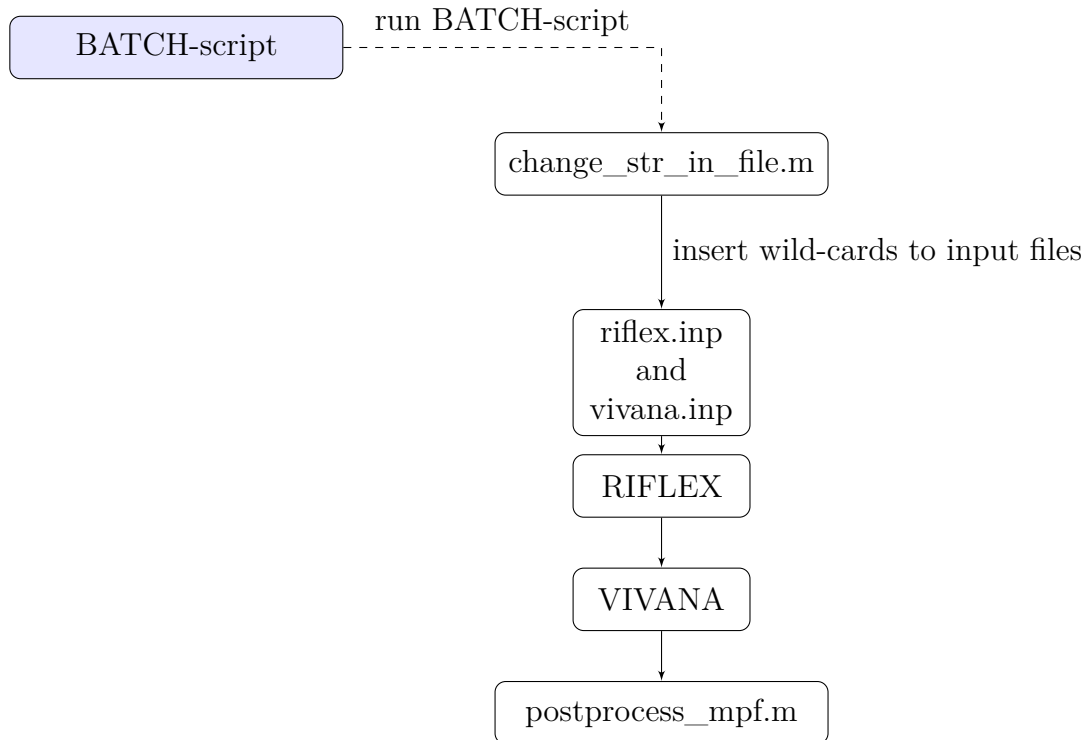 run BATCH-script
BATCH-script
change_str_in_file.m
insert wild-cards to input files
riflex.inp
and
vivana.inp
RIFLEX
VIVANA
postprocess_mpf.m